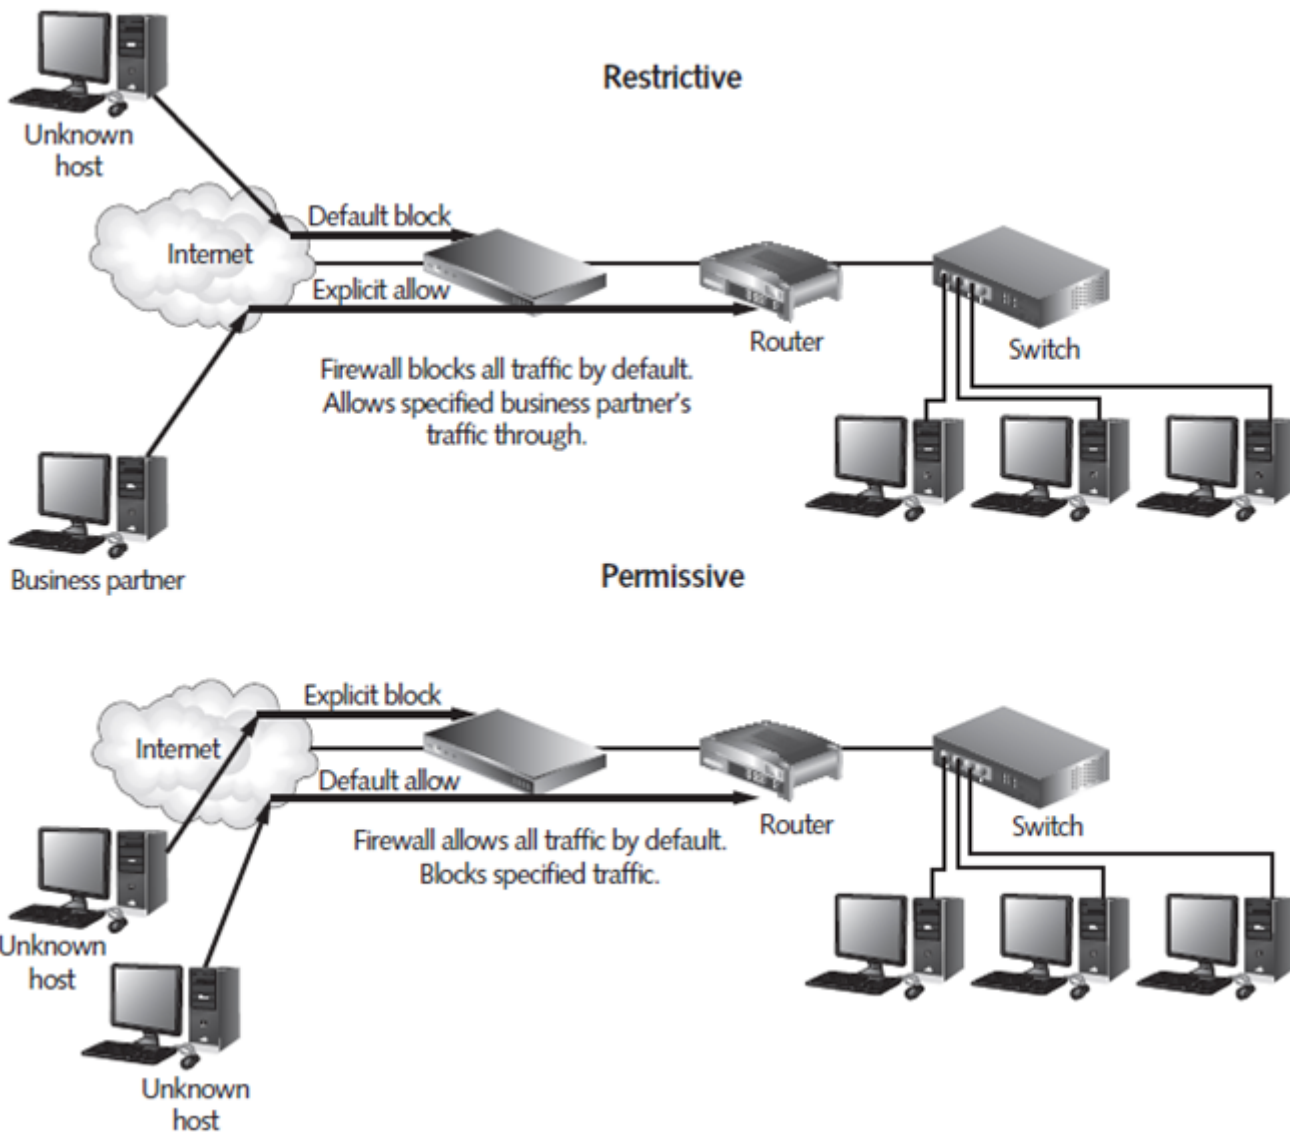 Restrictive
Unknown
host
Default block
Internet
Explicit allow
Router
Switch
Firewall blocks all traffic by default.
Allows specified business partner's
traffic through.
Business partner
Permissive
Explicit block
Internet
Default allow
Router
Switch
Firewall allows all traffic by default.
Blocks specified traffic.
Unknown
host
Unknown
host